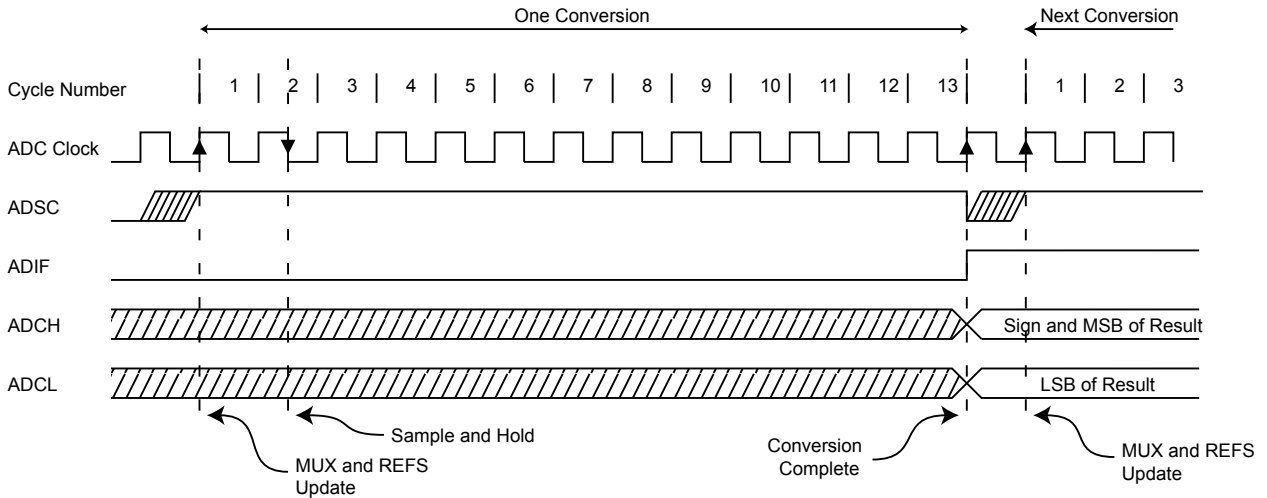 One Conversion
Next Conversion
Cycle Number 1 2 3 4 5 6 7 8 9 10 11 12 13 1 2 3
ADC Clock
ADSC
ADIF
ADCH
Sign and MSB of Result
ADCL
LSB of Result
Sample and Hold
MUX and REFS
Update
Conversion
Complete
MUX and REFS
Update